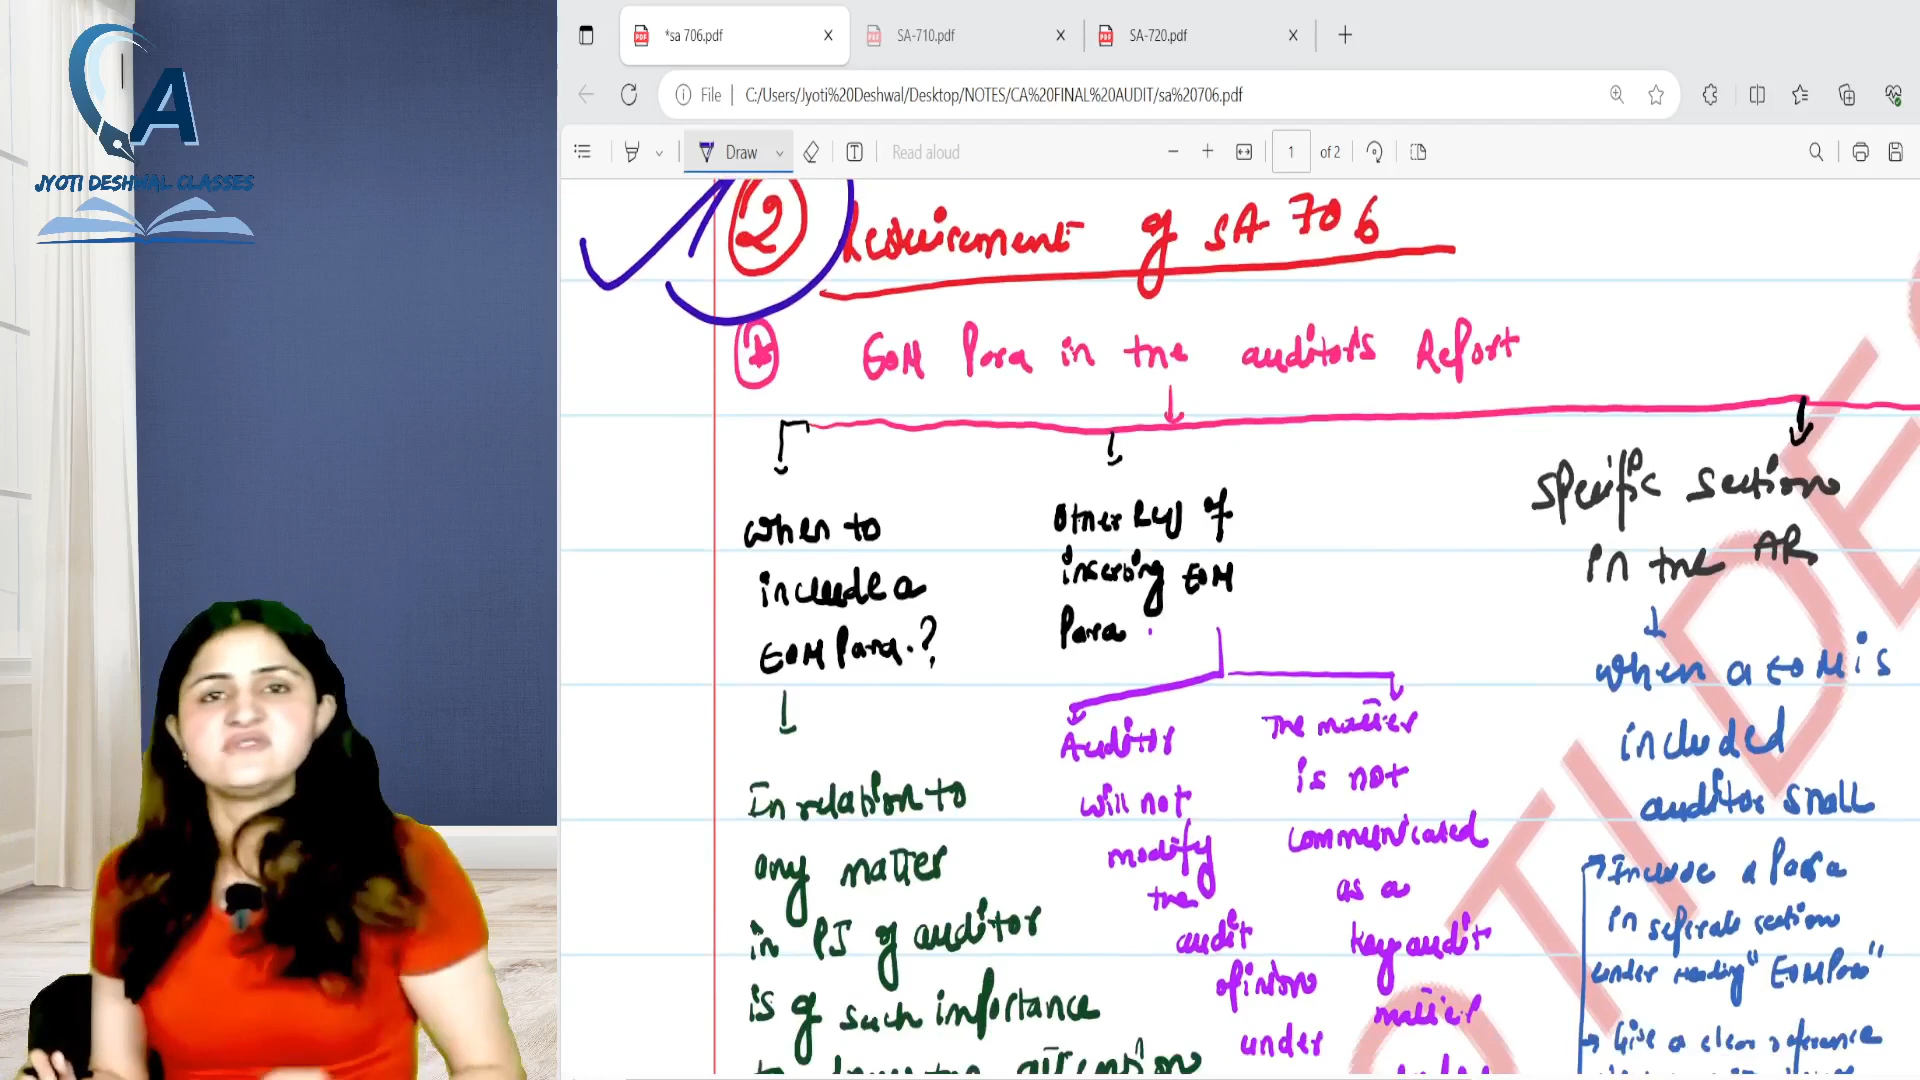 CA
JYOTI DESHWAL CLASSES
*sa 706.pdf
SA-710.pdf
SA-720.pdf
File
C:/Users/Jyoti%20Deshwal/Desktop/NOTES/CA%20FINAL%20AUDIT/sa%20706.pdf
Draw
Read aloud
1
of 2
2 Requirement of SA 706
EOM Para in the auditor's Report
When to
include a
EOM Para.?
In relation to
any matter
in PJ of auditor
is of such importance
attention
Other Req of
inserting EOM
Para
Auditor
will not
modify
the
audit
opinion
under
The matter
is not
communicated
as a
key audit
matter
Specific section
in the AR
when a EOM is
included
auditor shall
Include a Para
in seperate section
under heading "EOM Para"
Give a clear reference